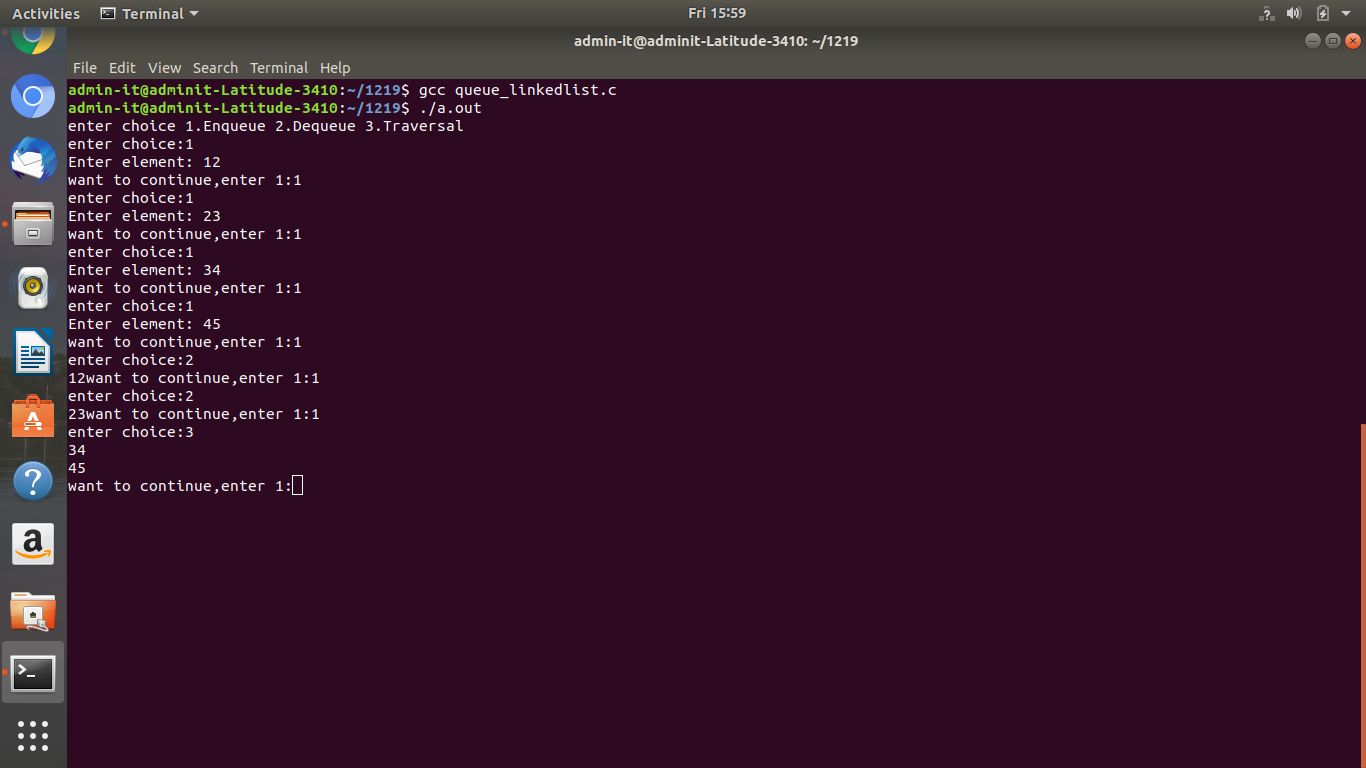 Activities Terminal Fri 15:59
admin-it@adminit-Latitude-3410: ~/1219
File Edit View Search Terminal Help
admin-it@adminit-Latitude-3410:~/1219$ gcc queue_linkedlist.c
admin-it@adminit-Latitude-3410:~/1219$ ./a.out
enter choice 1.Enqueue 2.Dequeue 3.Traversal
enter choice:1
Enter element: 12
want to continue,enter 1:1
enter choice:1
Enter element: 23
want to continue,enter 1:1
enter choice:1
Enter element: 34
want to continue,enter 1:1
enter choice:1
Enter element: 45
want to continue,enter 1:1
enter choice:2
12want to continue,enter 1:1
enter choice:2
23want to continue,enter 1:1
enter choice:3
34
45
want to continue,enter 1: